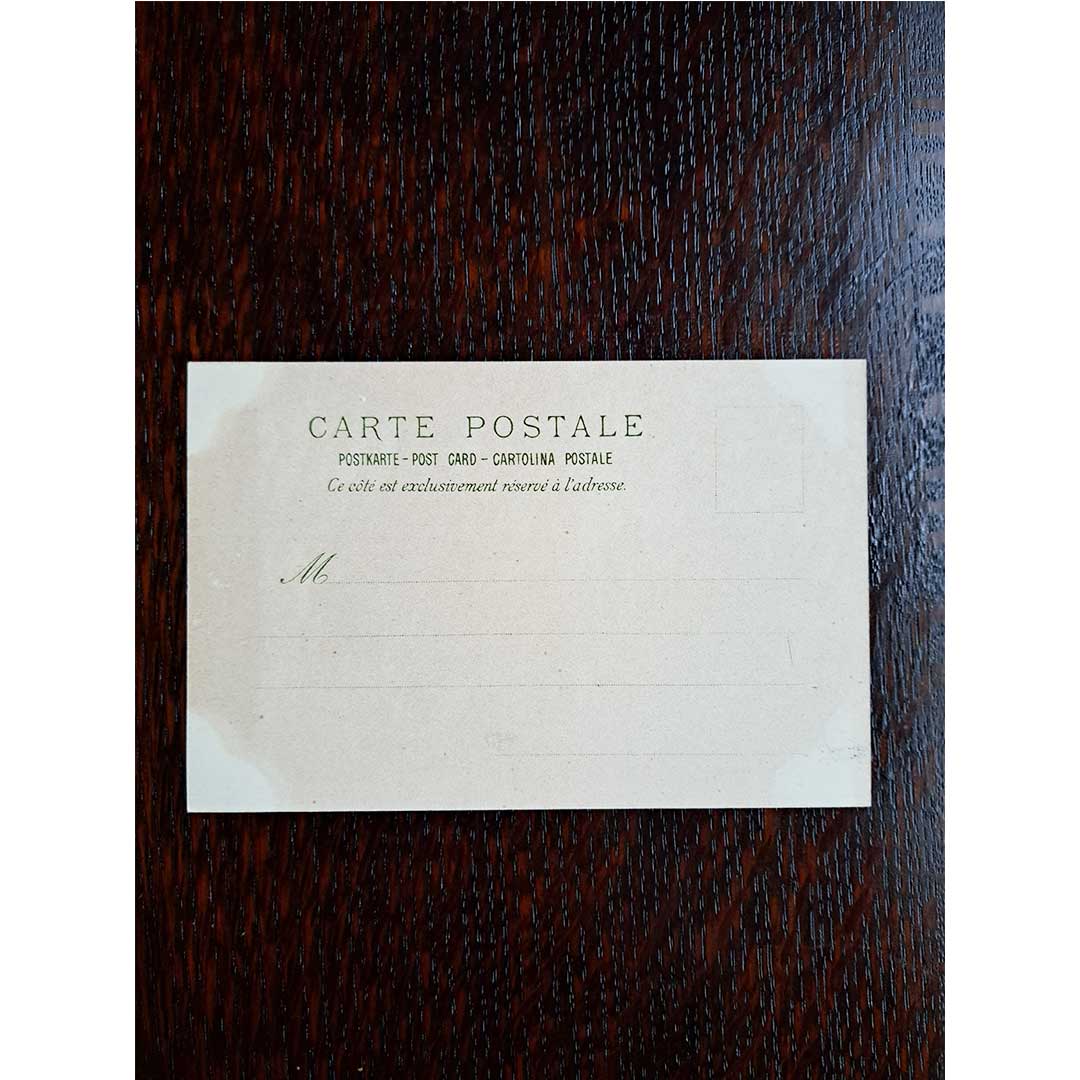 CARTE POSTALE
POSTKARTE - POST CARD - CARTOLINA POSTALE
Ce côté est exclusivement réservé à l'adresse.
M